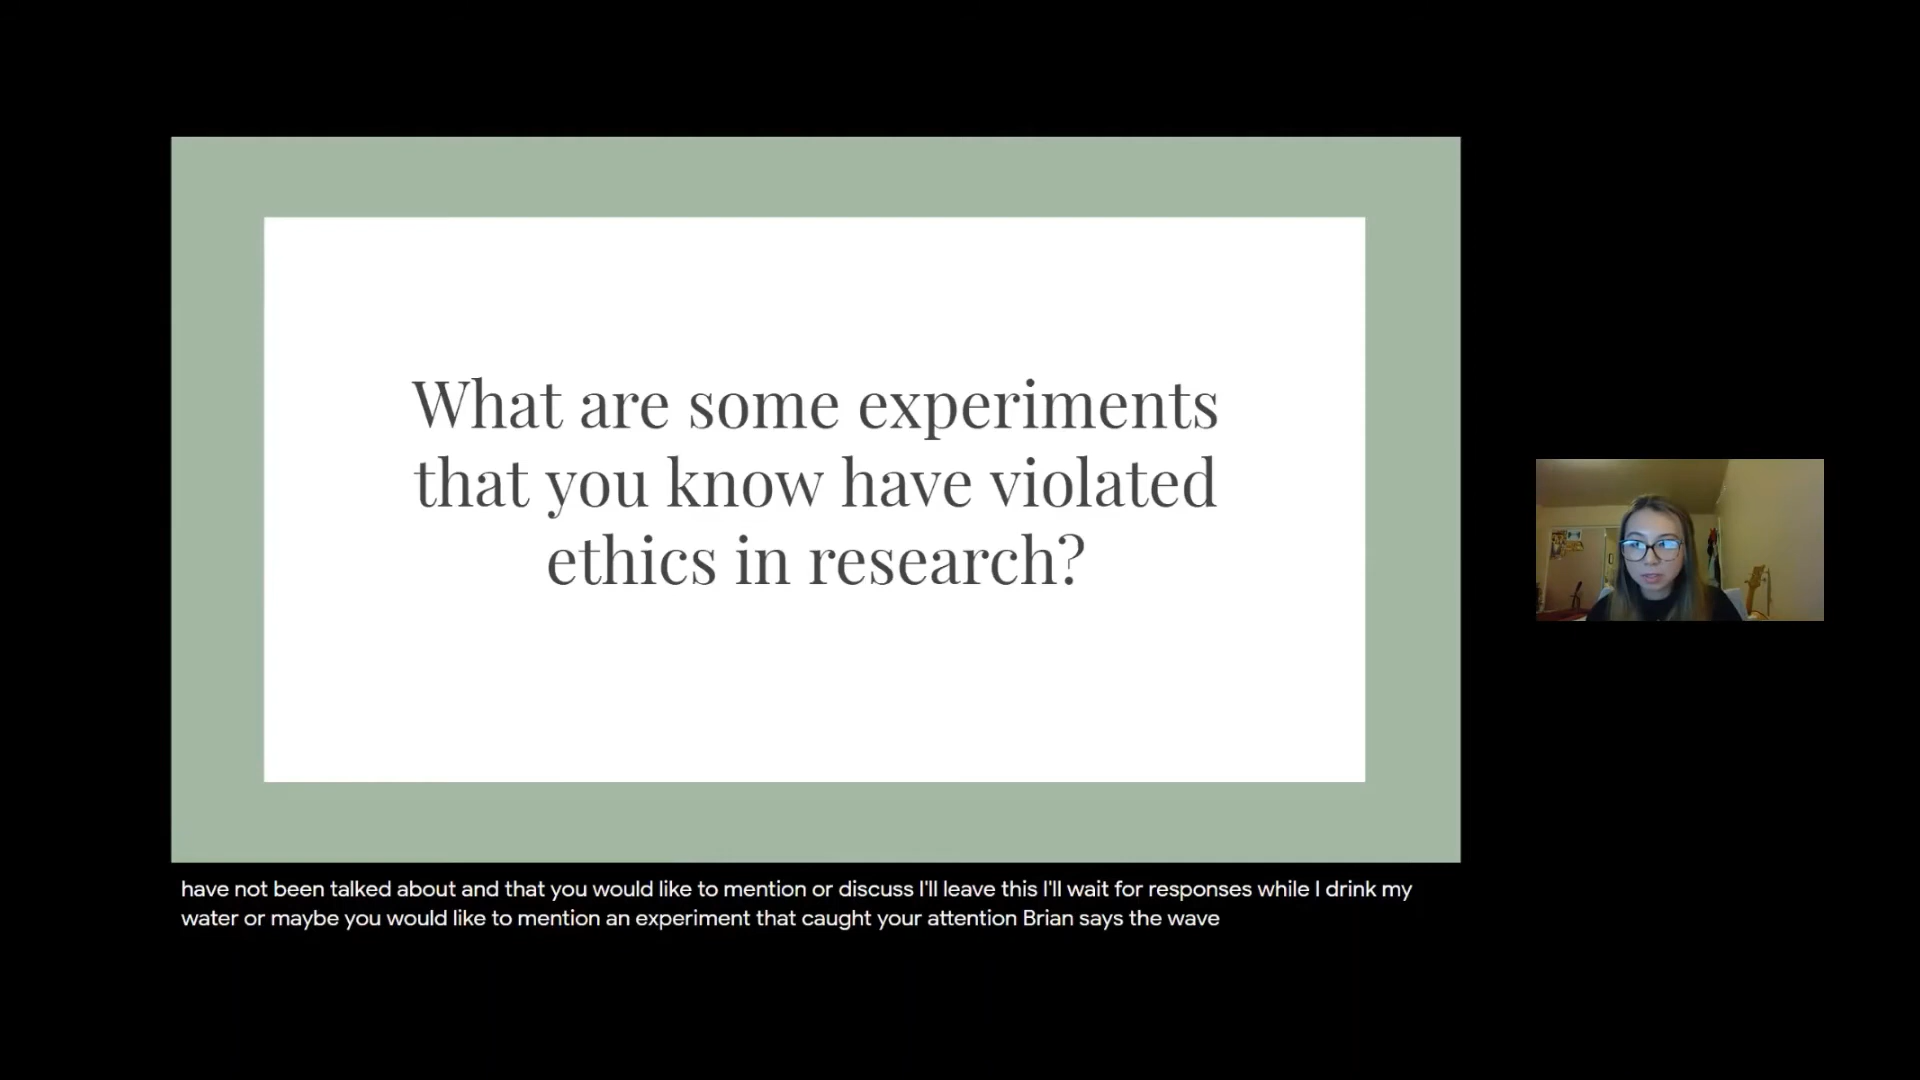 What are some experiments
that you know have violated
ethics in research?
have not been talked about and that you would like to mention or discuss I'll leave this I'll wait for responses while I drink my
water or maybe you would like to mention an experiment that caught your attention Brian says the wave